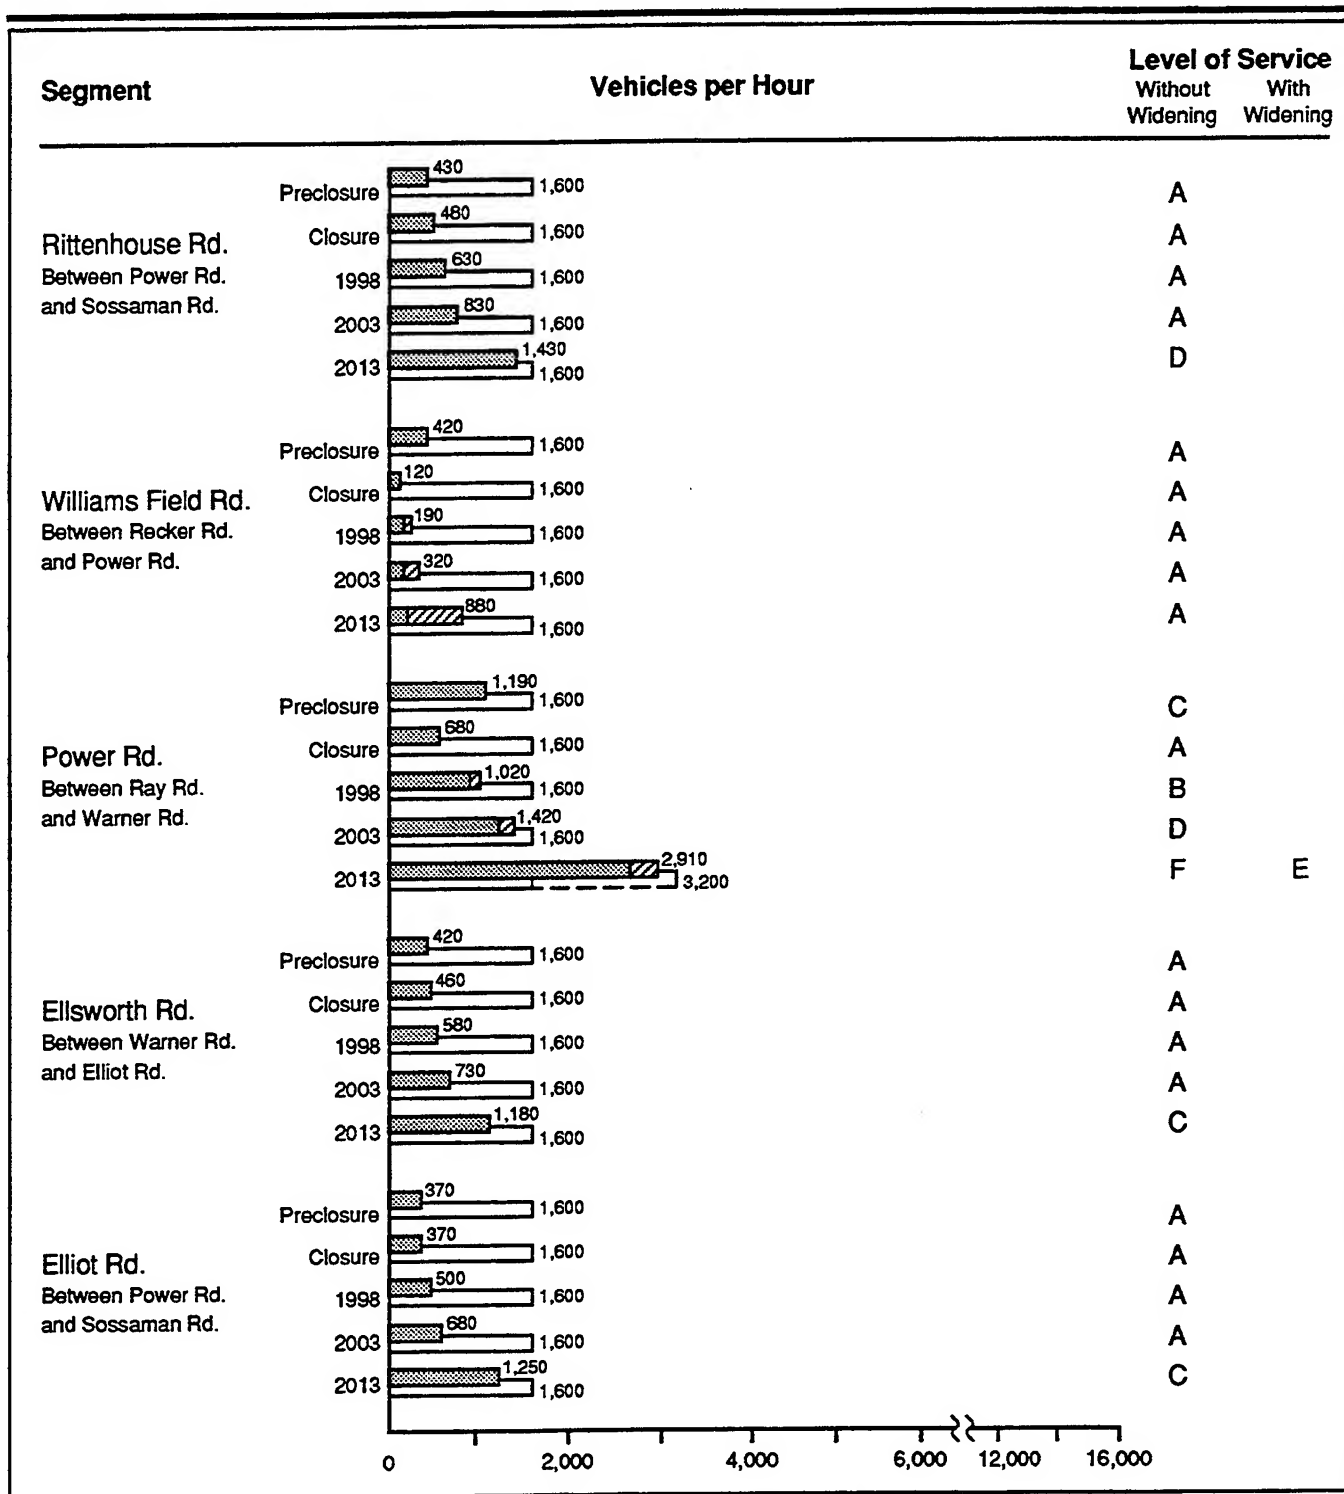 Segment
Vehicles per Hour
Level of Service
Without Widening
With Widening
Rittenhouse Rd.
Between Power Rd.
and Sossaman Rd.
Preclosure 430 1,600 A
Closure 480 1,600 A
1998 630 1,600 A
2003 830 1,600 A
2013 1,430 1,600 D
Williams Field Rd.
Between Recker Rd.
and Power Rd.
Preclosure 420 1,600 A
Closure 120 1,600 A
1998 190 1,600 A
2003 320 1,600 A
2013 880 1,600 A
Power Rd.
Between Ray Rd.
and Warner Rd.
Preclosure 1,190 1,600 C
Closure 680 1,600 A
1998 1,020 1,600 B
2003 1,420 1,600 D
2013 2,910 3,200 F E
Ellsworth Rd.
Between Warner Rd.
and Elliot Rd.
Preclosure 420 1,600 A
Closure 460 1,600 A
1998 580 1,600 A
2003 730 1,600 A
2013 1,180 1,600 C
Elliot Rd.
Between Power Rd.
and Sossaman Rd.
Preclosure 370 1,600 A
Closure 370 1,600 A
1998 500 1,600 A
2003 680 1,600 A
2013 1,250 1,600 C
0 2,000 4,000 6,000 12,000 16,000